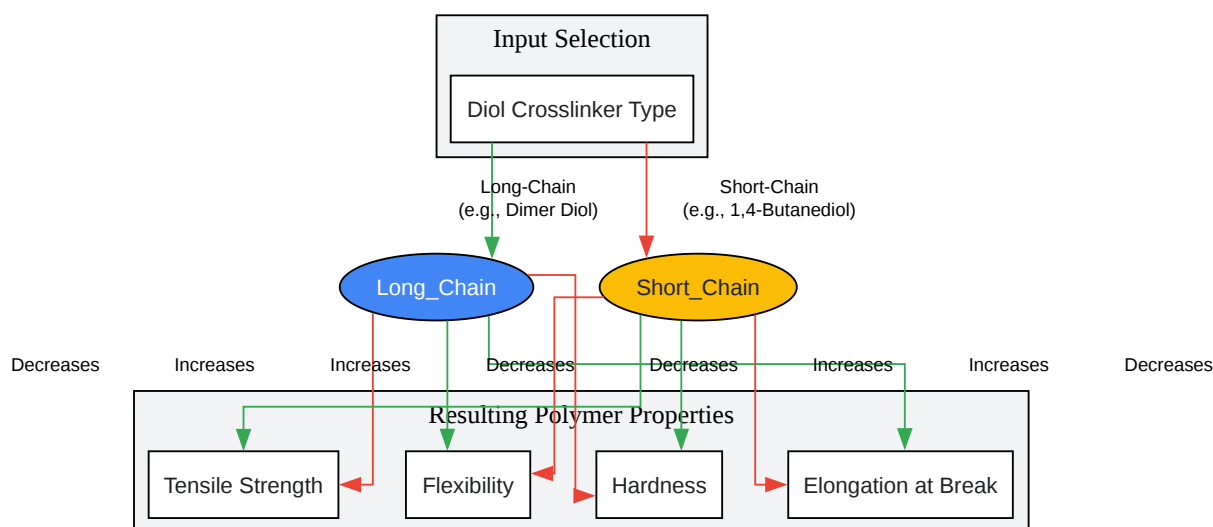 Input Selection
Diol Crosslinker Type
Long-Chain
(e.g., Dimer Diol)
Short-Chain
(e.g., 1,4-Butanediol)
Long_Chain
Short_Chain
Decreases
Increases
Increases
Decreases
Decreases
Increases
Increases
Decreases
Resulting Polymer Properties
Tensile Strength
Flexibility
Hardness
Elongation at Break